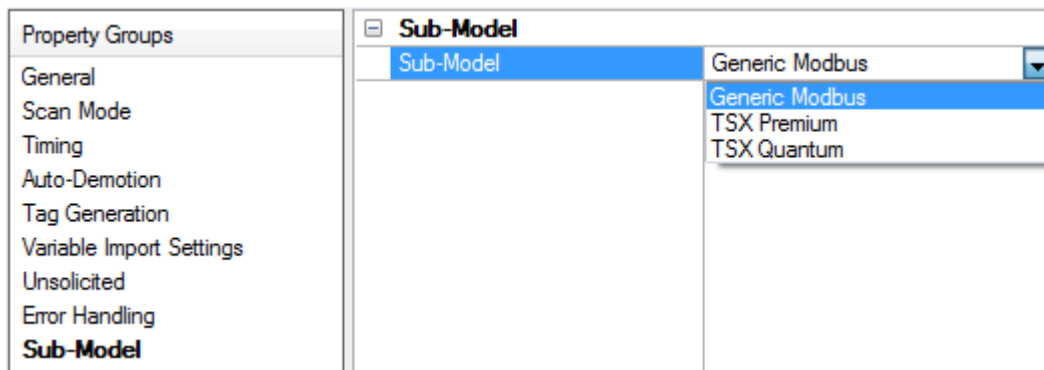 Property Groups
General
Scan Mode
Timing
Auto-Demotion
Tag Generation
Variable Import Settings
Unsolicited
Error Handling
Sub-Model
Sub-Model
Sub-Model Generic Modbus
Generic Modbus
TSX Premium
TSX Quantum